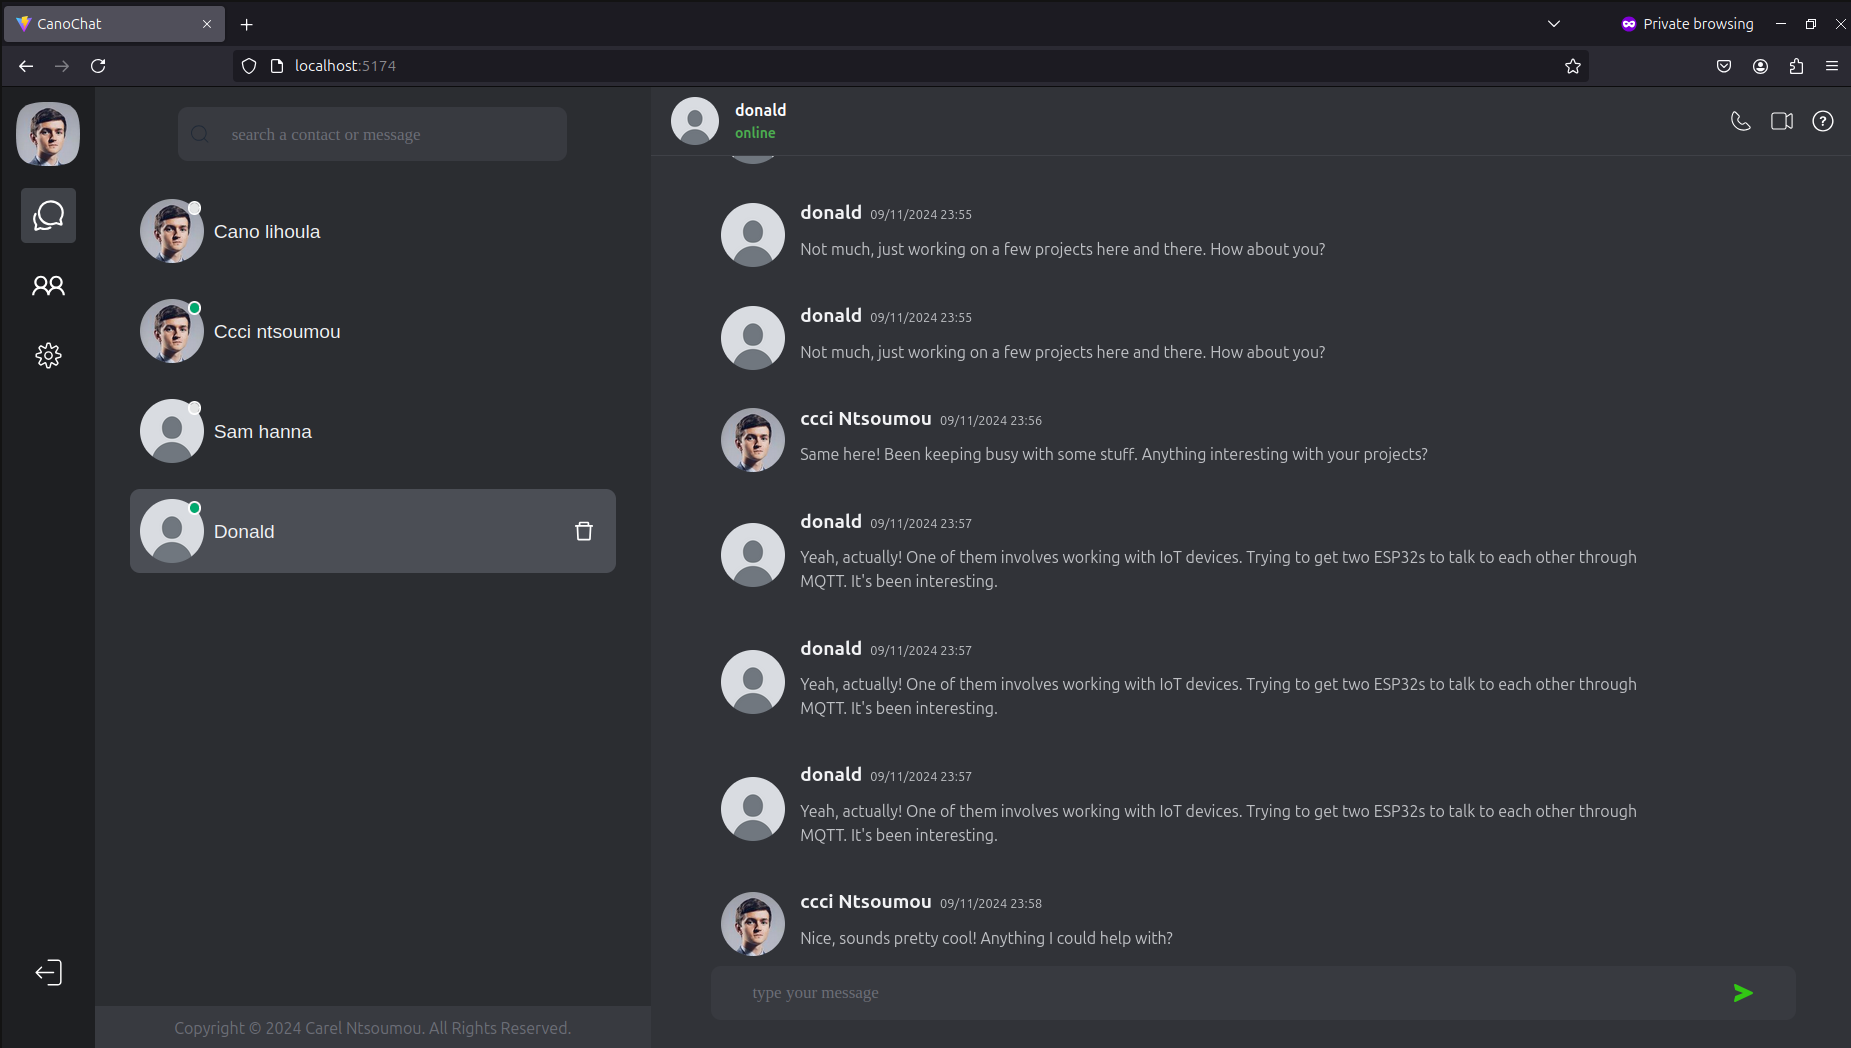 CanoChat
Private browsing
localhost:5174
search a contact or message
Cano lihoula
Ccci ntsoumou
Sam hanna
Donald
Copyright © 2024 Carel Ntsoumou. All Rights Reserved.
donald
online
donald 09/11/2024 23:55
Not much, just working on a few projects here and there. How about you?
donald 09/11/2024 23:55
Not much, just working on a few projects here and there. How about you?
ccci Ntsoumou 09/11/2024 23:56
Same here! Been keeping busy with some stuff. Anything interesting with your projects?
donald 09/11/2024 23:57
Yeah, actually! One of them involves working with IoT devices. Trying to get two ESP32s to talk to each other through
MQTT. It's been interesting.
donald 09/11/2024 23:57
Yeah, actually! One of them involves working with IoT devices. Trying to get two ESP32s to talk to each other through
MQTT. It's been interesting.
donald 09/11/2024 23:57
Yeah, actually! One of them involves working with IoT devices. Trying to get two ESP32s to talk to each other through
MQTT. It's been interesting.
ccci Ntsoumou 09/11/2024 23:58
Nice, sounds pretty cool! Anything I could help with?
type your message